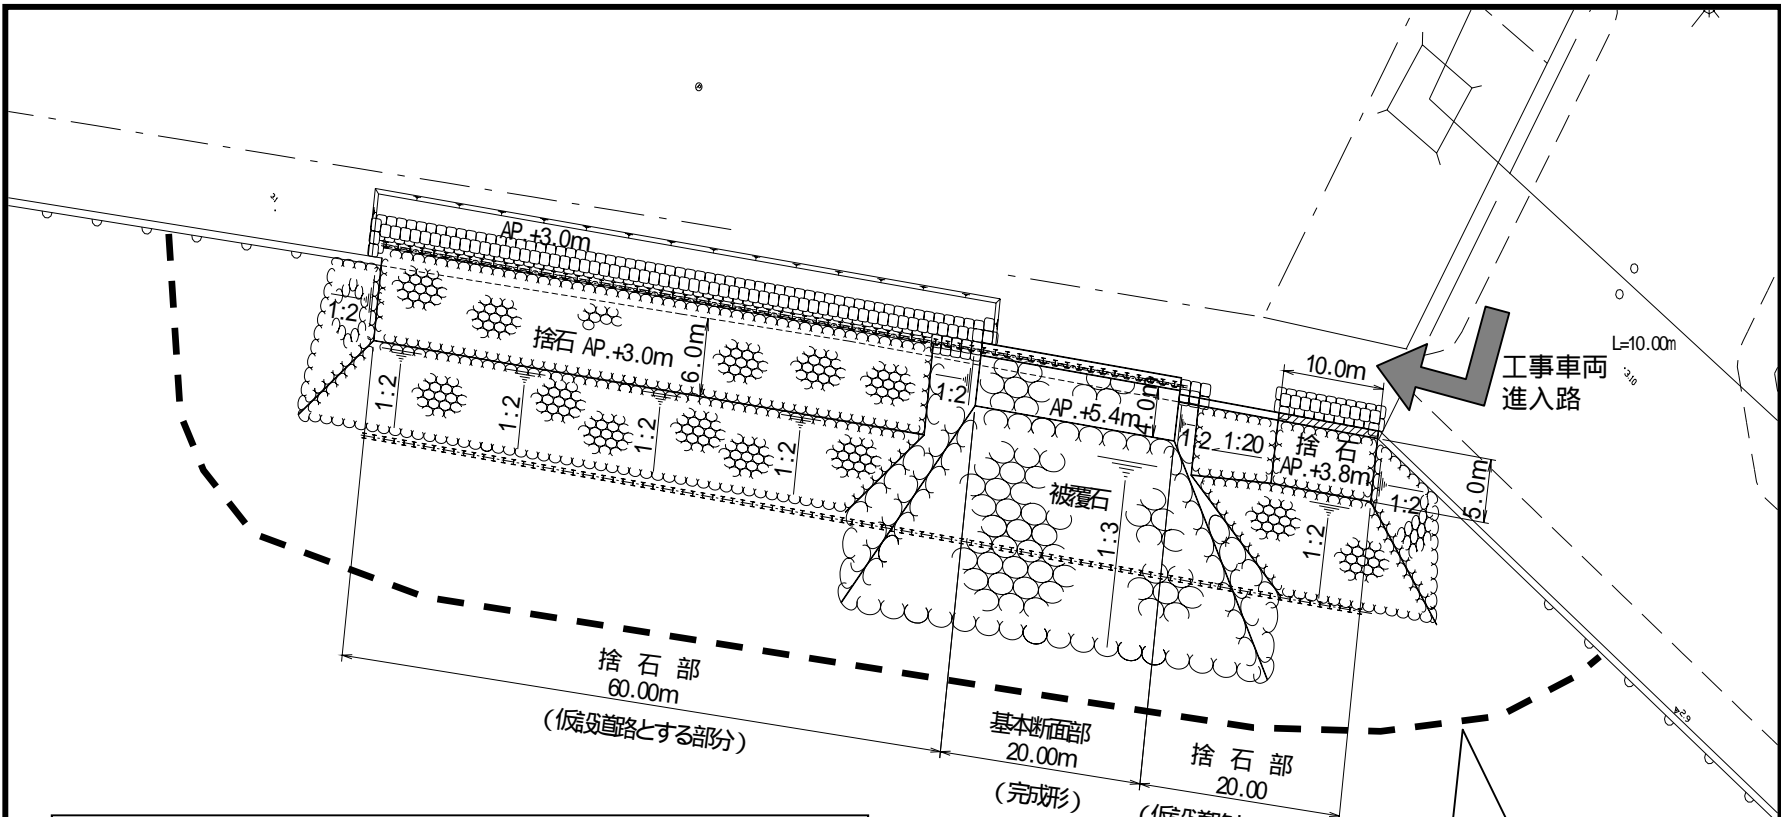 AP.+3.0m
1:2
捨石 AP.+3.0m
6.0m
1:2
1:2
1:2
1:2
1:2
AP.+5.4m
4.0m
被覆石
1:3
1:2
1:20
10.0m
捨 石
AP.+3.8m
1:2
1:2
5.0m
工事車両
進入路
L=10.00m
捨 石 部
60.00m
(仮設道路とする部分)
基本断面部
20.00m
(完成形)
捨 石 部
20.00